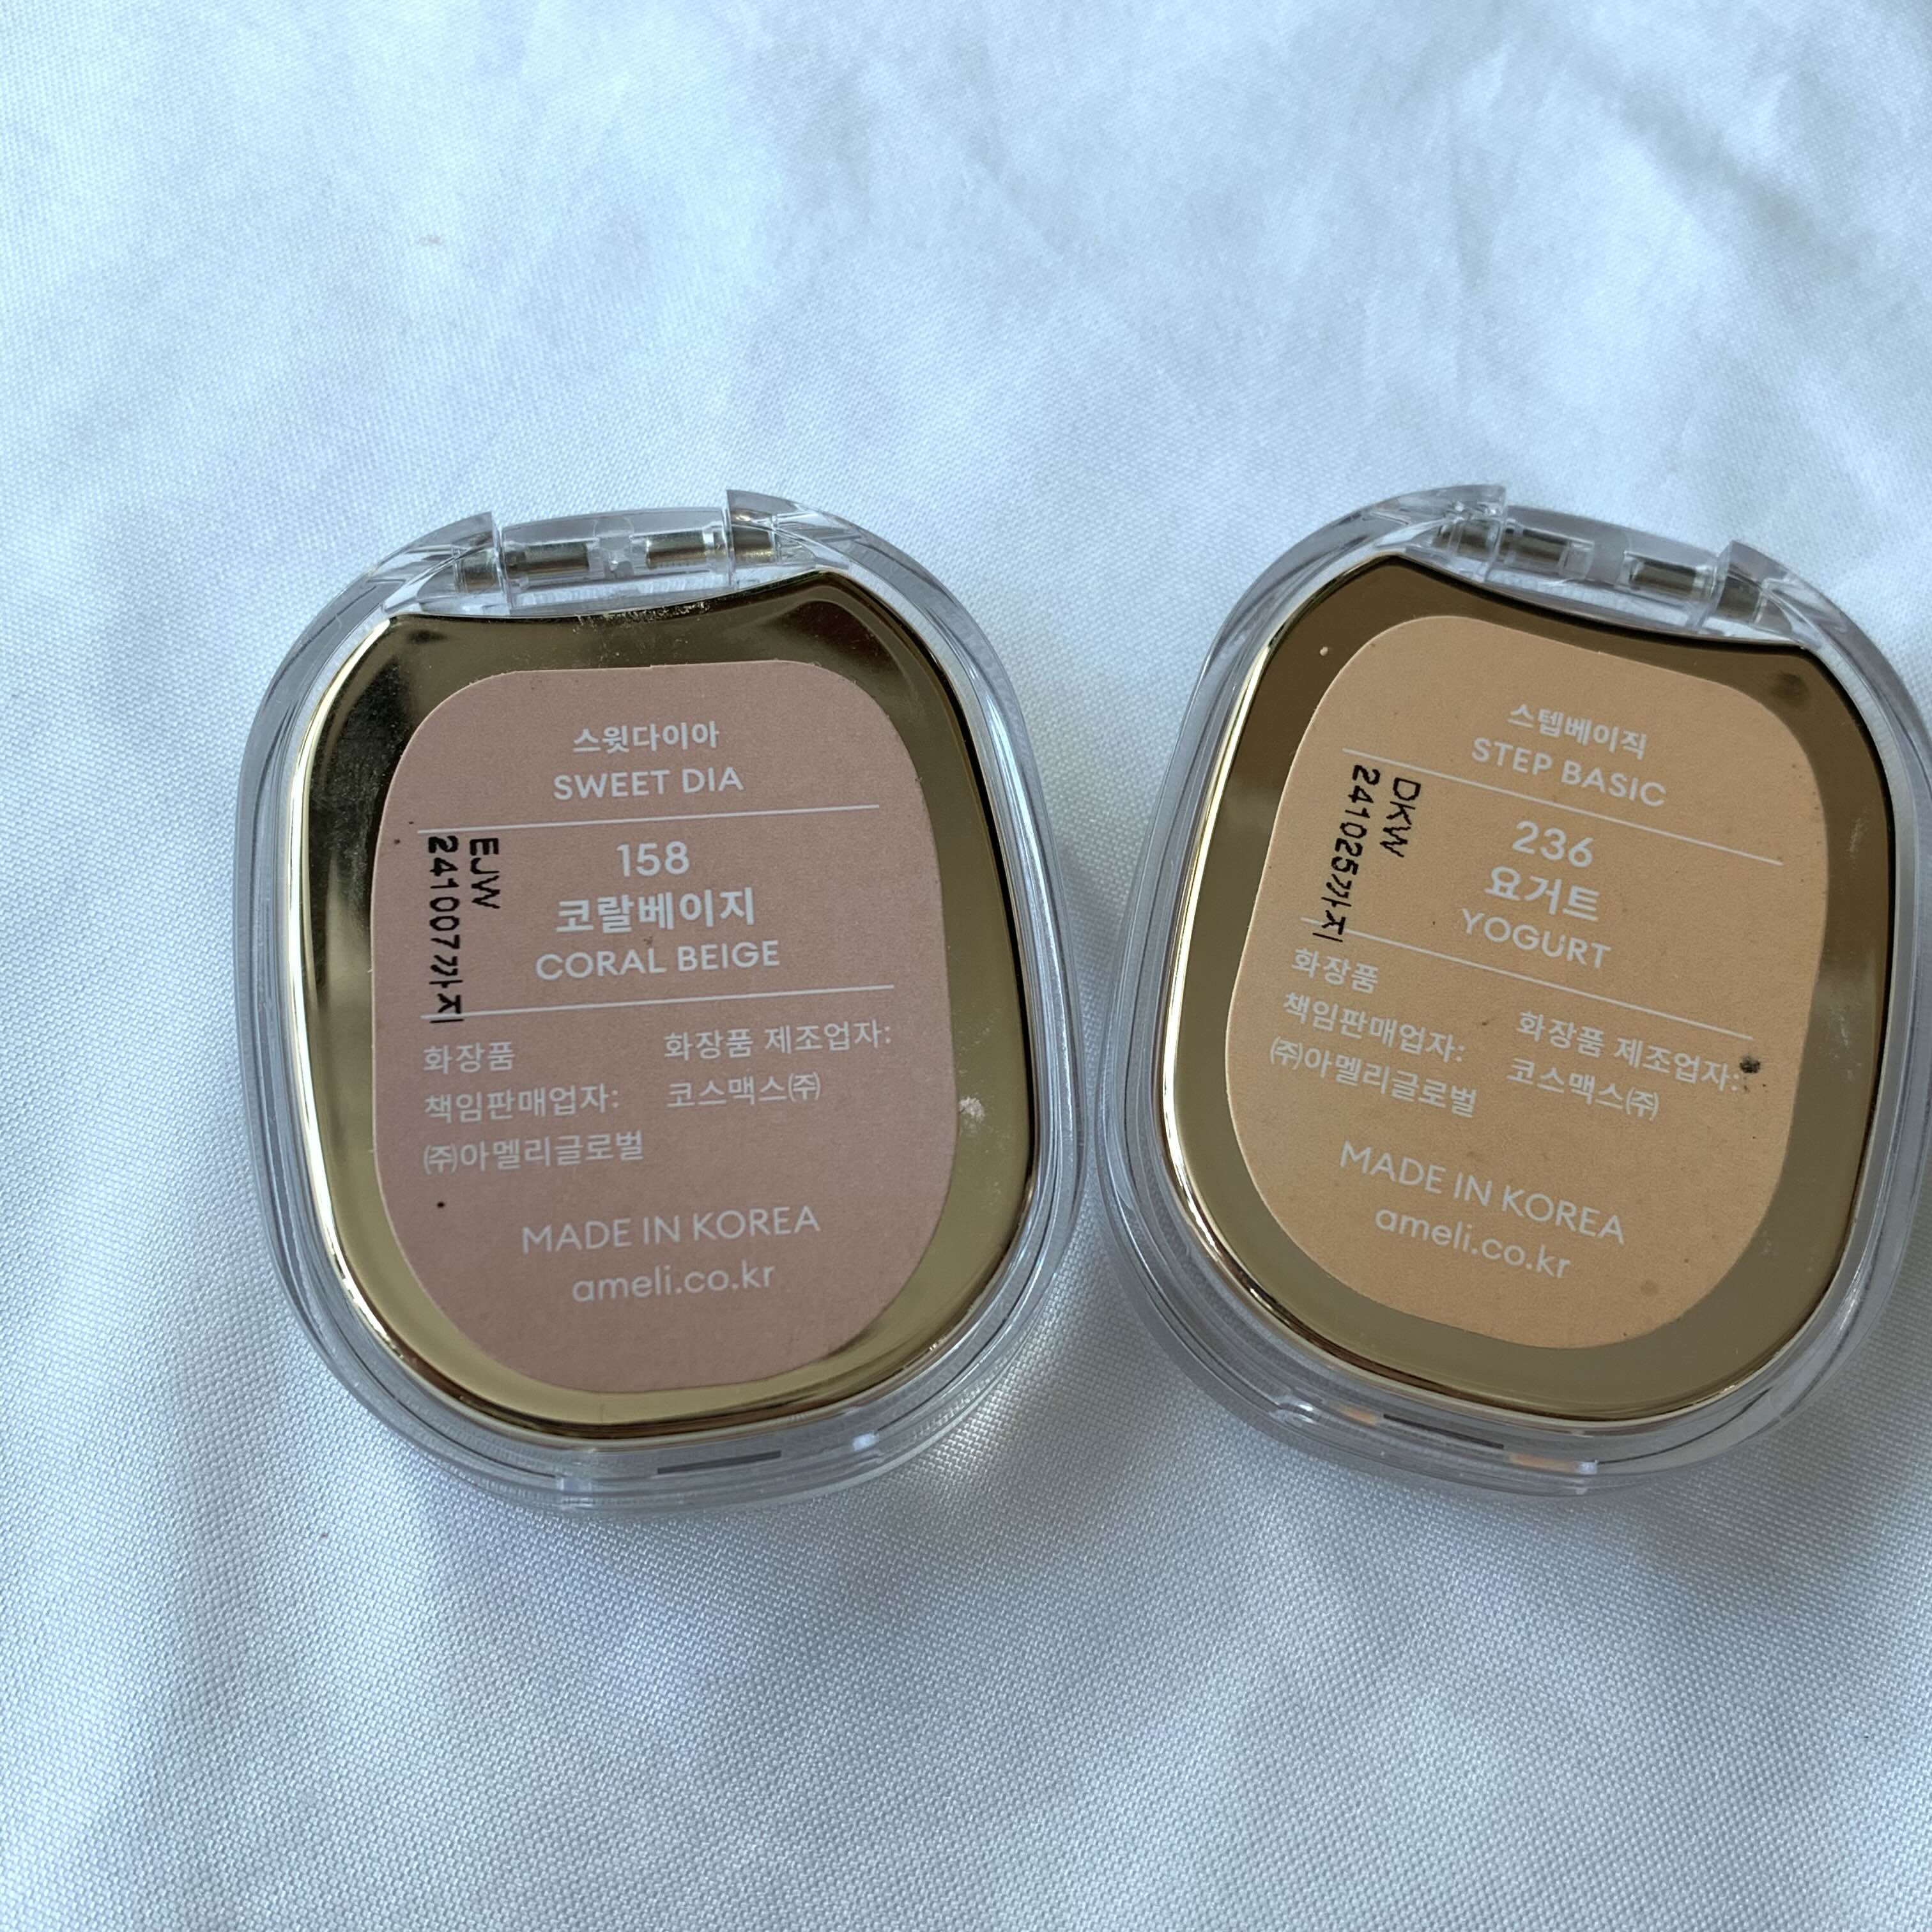 스윗다이아
SWEET DIA
158
코랄베이지
CORAL BEIGE
EJW
241007까지
화장품
책임판매업자:
㈜아멜리글로벌
화장품 제조업자:
코스맥스㈜
MADE IN KOREA
ameli.co.kr
스텝베이직
STEP BASIC
236
요거트
YOGURT
DKW
241025까지
화장품
책임판매업자:
㈜아멜리글로벌
화장품 제조업자:
코스맥스㈜
MADE IN KOREA
ameli.co.kr